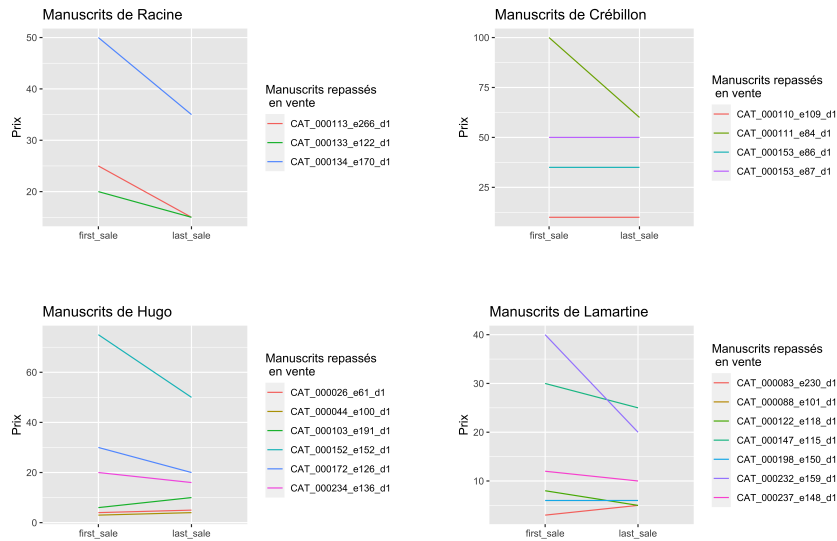 Manuscrits de Racine
50
40
30
20
Prix
first_sale
last_sale
Manuscrits repassés
en vente
CAT_000113_e266_d1
CAT_000133_e122_d1
CAT_000134_e170_d1
Manuscrits de Crébillon
100
75
50
25
Prix
first_sale
last_sale
Manuscrits repassés
en vente
CAT_000110_e109_d1
CAT_000111_e84_d1
CAT_000153_e86_d1
CAT_000153_e87_d1
Manuscrits de Hugo
60
40
20
0
Prix
first_sale
last_sale
Manuscrits repassés
en vente
CAT_000026_e61_d1
CAT_000044_e100_d1
CAT_000103_e191_d1
CAT_000152_e152_d1
CAT_000172_e126_d1
CAT_000234_e136_d1
Manuscrits de Lamartine
40
30
20
10
Prix
first_sale
last_sale
Manuscrits repassés
en vente
CAT_000083_e230_d1
CAT_000088_e101_d1
CAT_000122_e118_d1
CAT_000147_e115_d1
CAT_000198_e150_d1
CAT_000232_e159_d1
CAT_000237_e148_d1